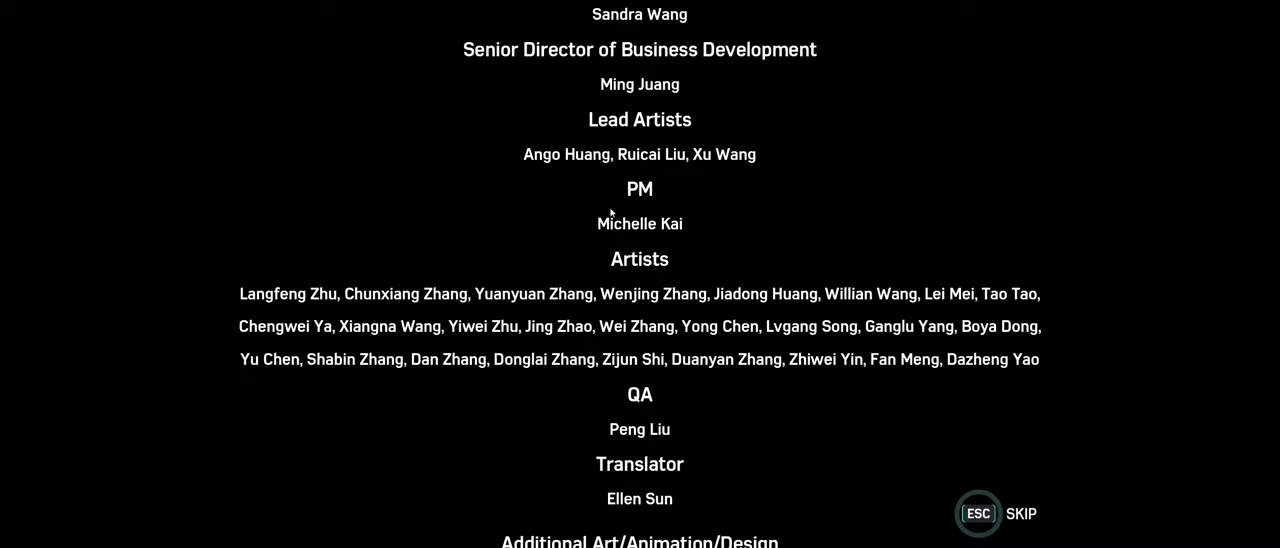 Sandra Wang
Senior Director of Business Development
Ming Juang
Lead Artists
Ango Huang, Ruicai Liu, Xu Wang
PM
Michelle Kai
Artists
Langfeng Zhu, Chunxiang Zhang, Yuanyuan Zhang, Wenjing Zhang, Jiadong Huang, Willian Wang, Lei Mei, Tao Tao,
Chengwei Ya, Xiangna Wang, Yiwei Zhu, Jing Zhao, Wei Zhang, Yong Chen, Lvgang Song, Ganglu Yang, Boya Dong,
Yu Chen, Shabin Zhang, Dan Zhang, Donglai Zhang, Zijun Shi, Duanyan Zhang, Zhiwei Yin, Fan Meng, Dazheng Yao
QA
Peng Liu
Translator
Ellen Sun
ESC SKIP
Additional Art/Animation/Design